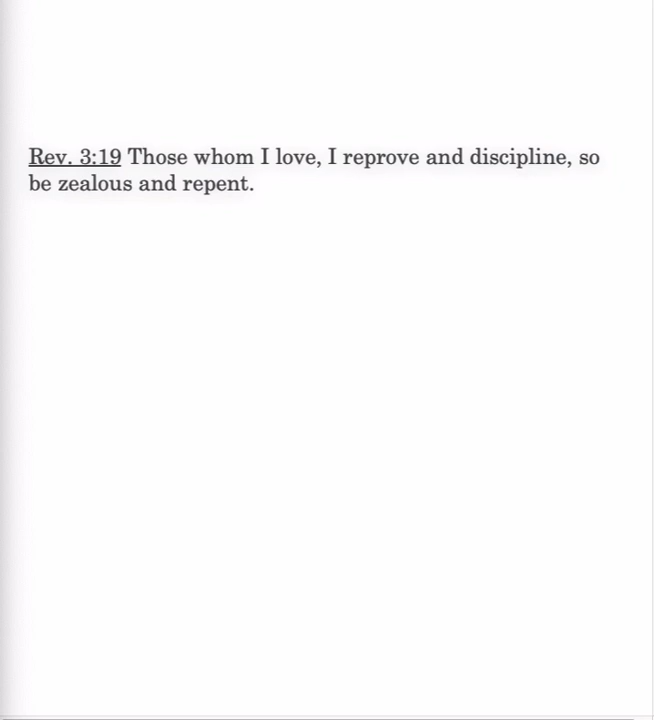 Rev. 3:19 Those whom I love, I reprove and discipline, so
be zealous and repent.